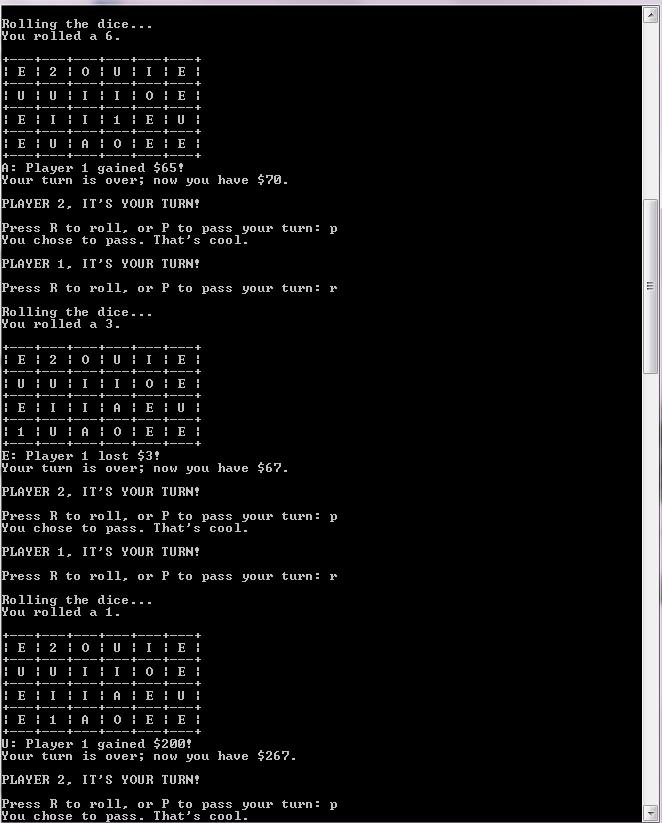 Rolling the dice...
You rolled a 6.
+---+---+---+---+---+---+
¦ E ¦ 2 ¦ O ¦ U ¦ I ¦ E ¦
+---+---+---+---+---+---+
¦ U ¦ U ¦ I ¦ I ¦ O ¦ E ¦
+---+---+---+---+---+---+
¦ E ¦ I ¦ I ¦ 1 ¦ E ¦ U ¦
+---+---+---+---+---+---+
¦ E ¦ U ¦ A ¦ O ¦ E ¦ E ¦
+---+---+---+---+---+---+
A: Player 1 gained $65!
Your turn is over; now you have $70.
PLAYER 2, IT'S YOUR TURN!
Press R to roll, or P to pass your turn: p
You chose to pass. That's cool.
PLAYER 1, IT'S YOUR TURN!
Press R to roll, or P to pass your turn: r
Rolling the dice...
You rolled a 3.
+---+---+---+---+---+---+
¦ E ¦ 2 ¦ O ¦ U ¦ I ¦ E ¦
+---+---+---+---+---+---+
¦ U ¦ U ¦ I ¦ I ¦ O ¦ E ¦
+---+---+---+---+---+---+
¦ E ¦ I ¦ I ¦ A ¦ E ¦ U ¦
+---+---+---+---+---+---+
¦ 1 ¦ U ¦ A ¦ O ¦ E ¦ E ¦
+---+---+---+---+---+---+
E: Player 1 lost $3!
Your turn is over; now you have $67.
PLAYER 2, IT'S YOUR TURN!
Press R to roll, or P to pass your turn: p
You chose to pass. That's cool.
PLAYER 1, IT'S YOUR TURN!
Press R to roll, or P to pass your turn: r
Rolling the dice...
You rolled a 1.
+---+---+---+---+---+---+
¦ E ¦ 2 ¦ O ¦ U ¦ I ¦ E ¦
+---+---+---+---+---+---+
¦ U ¦ U ¦ I ¦ I ¦ O ¦ E ¦
+---+---+---+---+---+---+
¦ E ¦ I ¦ I ¦ A ¦ E ¦ U ¦
+---+---+---+---+---+---+
¦ E ¦ 1 ¦ A ¦ O ¦ E ¦ E ¦
+---+---+---+---+---+---+
U: Player 1 gained $200!
Your turn is over; now you have $267.
PLAYER 2, IT'S YOUR TURN!
Press R to roll, or P to pass your turn: p
You chose to pass. That's cool.